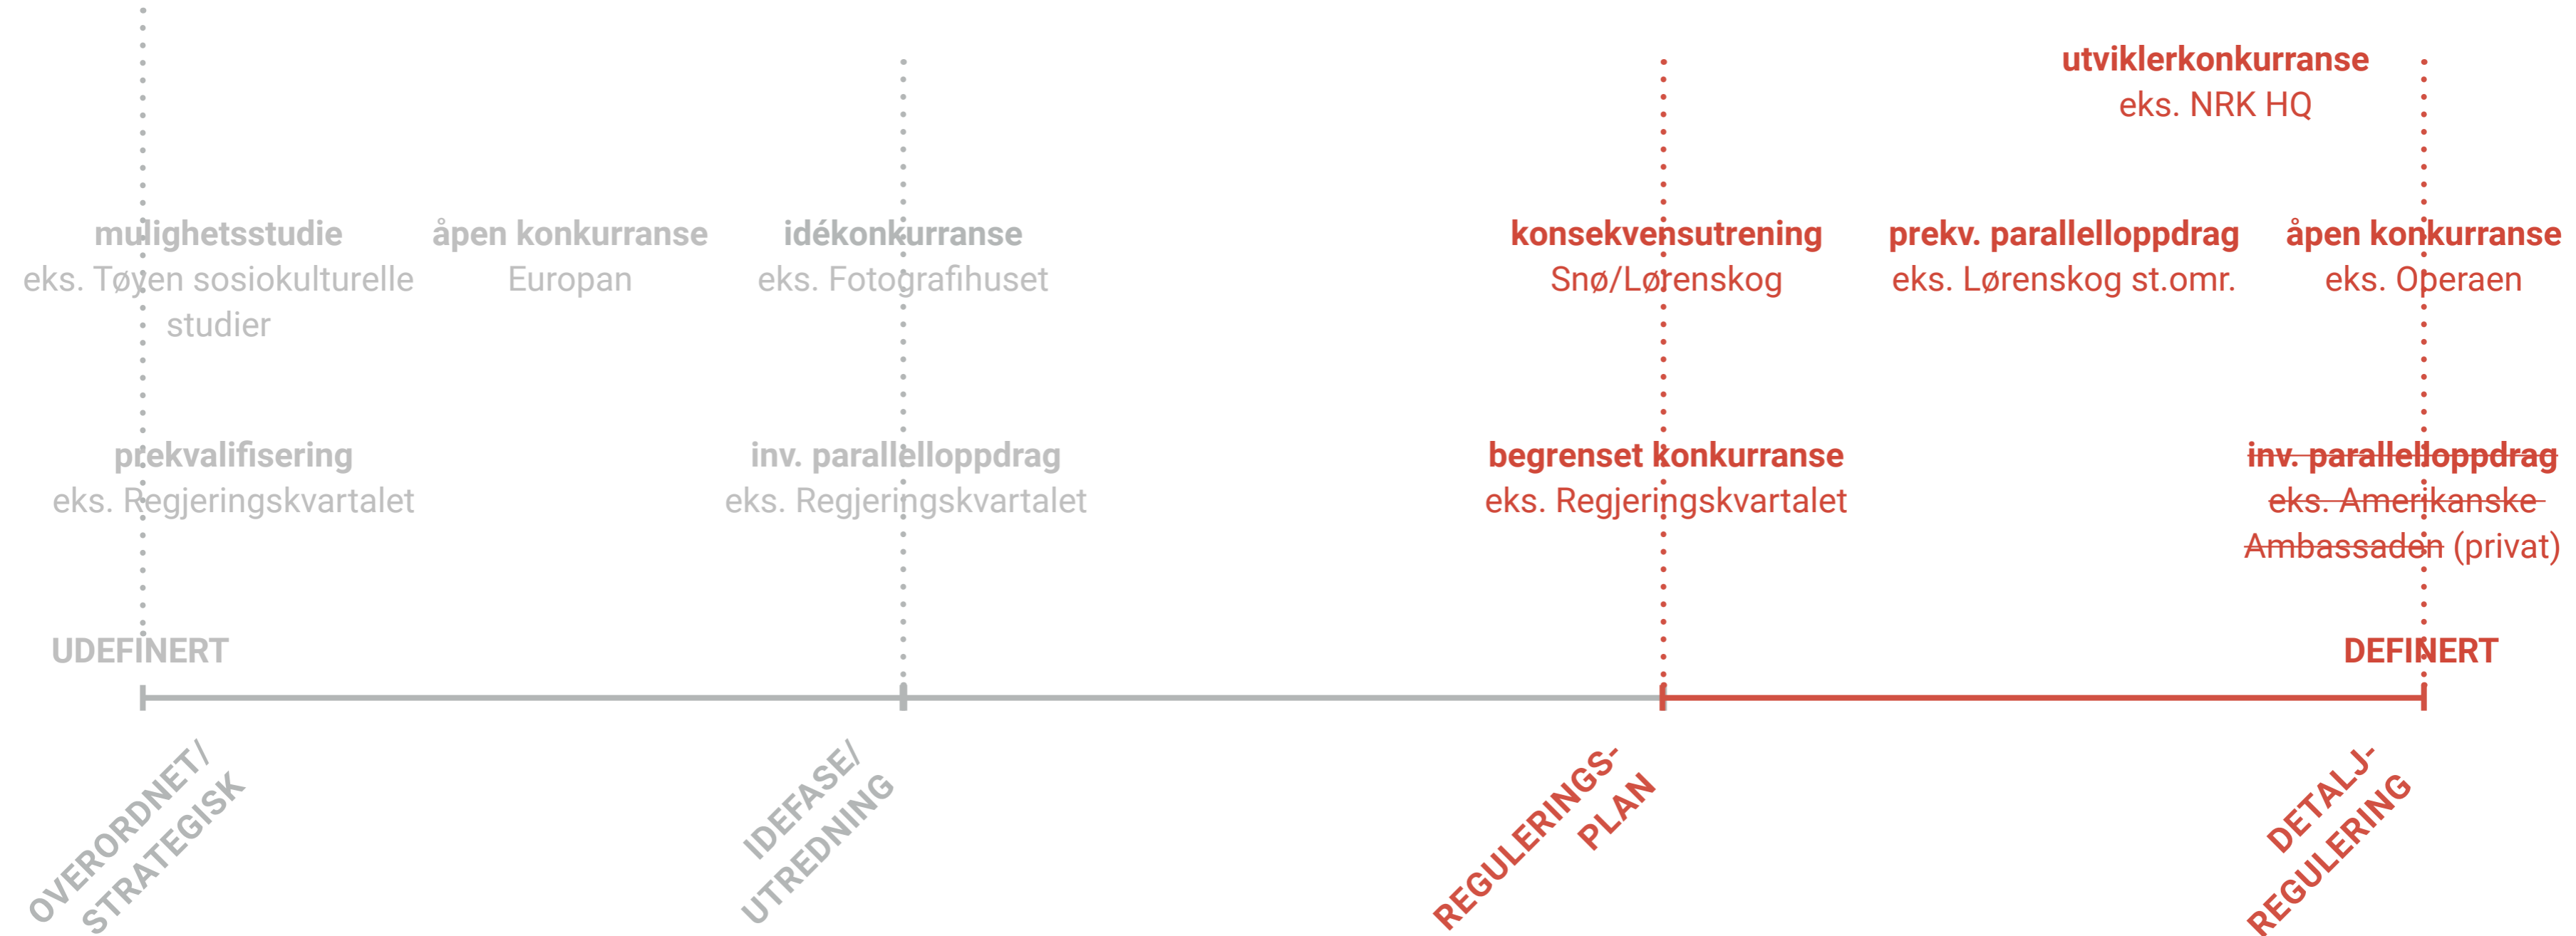 utviklerkonkurranse
eks. NRK HQ
mulighetsstudie
eks. Tøyen sosiokulturelle
studier
åpen konkurranse
Europan
idékonkurranse
eks. Fotografihuset
konsekvensutrening
Snø/Lørenskog
prekv. parallelloppdrag
eks. Lørenskog st.omr.
åpen konkurranse
eks. Operaen
prekvalifisering
eks. Regjeringskvartalet
inv. parallelloppdrag
eks. Regjeringskvartalet
begrenset konkurranse
eks. Regjeringskvartalet
inv. parallelloppdrag
eks. Amerikanske
Ambassaden (privat)
UDEFINERT
DEFINERT
OVERORDNET/
STRATEGISK
IDEFASE/
UTREDNING
REGULERINGS-
PLAN
DETALJ-
REGULERING